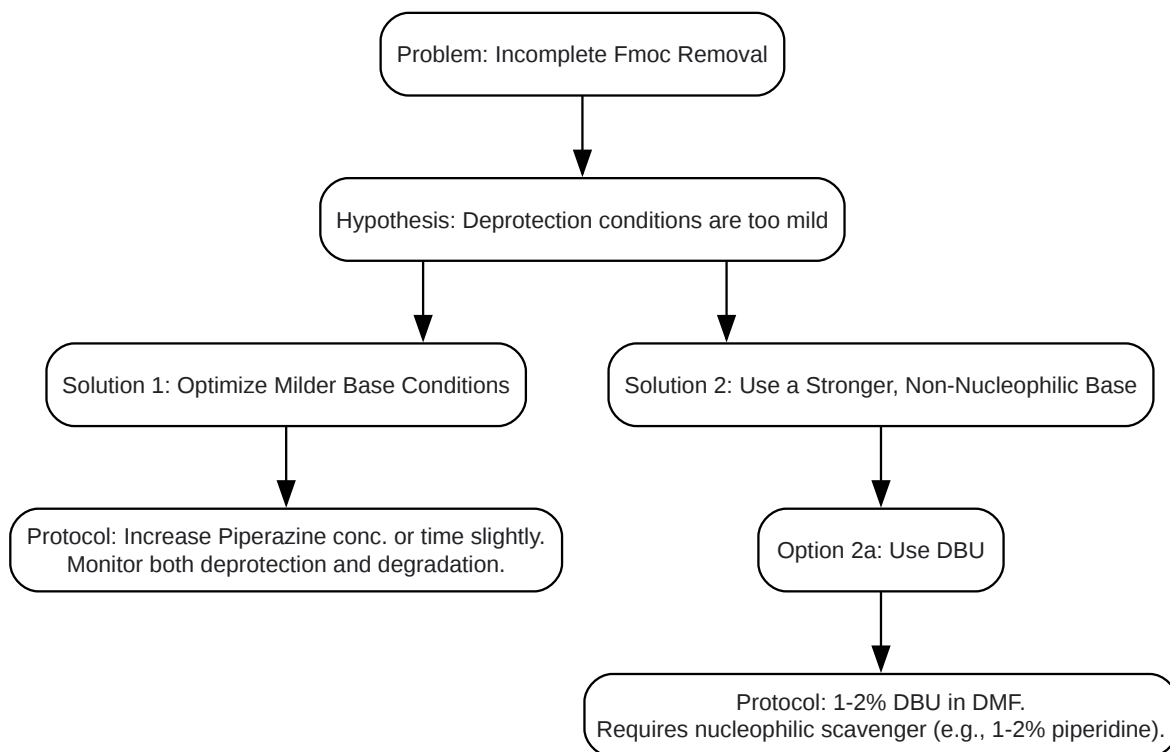 Problem: Incomplete Fmoc Removal
Hypothesis: Deprotection conditions are too mild
Solution 1: Optimize Milder Base Conditions
Solution 2: Use a Stronger, Non-Nucleophilic Base
Protocol: Increase Piperazine conc. or time slightly.
Monitor both deprotection and degradation.
Option 2a: Use DBU
Protocol: 1-2% DBU in DMF.
Requires nucleophilic scavenger (e.g., 1-2% piperidine).